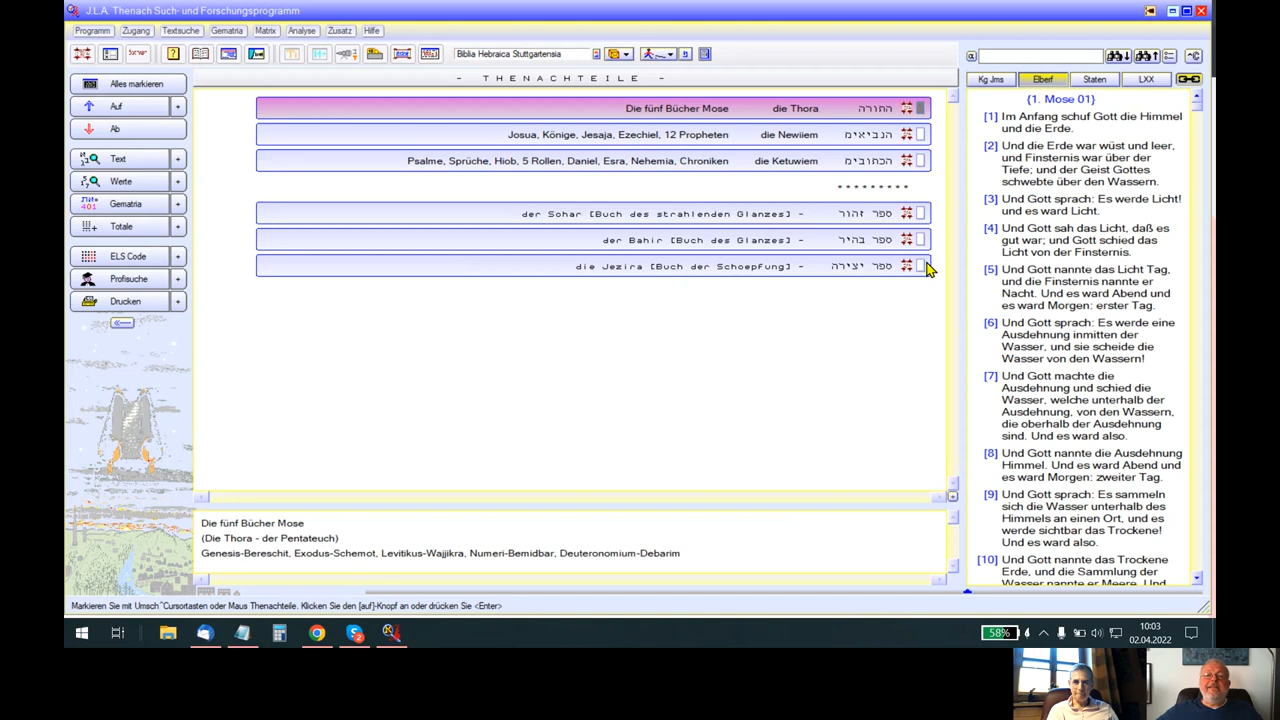 J.L.A. Thenach Such- und Forschungsprogramm
Programm Zugang Textsuche Gematria Matrix Analyse Zusatz Hilfe
Biblia Hebraica Stuttgartensia
- THENACHTEILE -
Kg Jms Elberf Staten LXX
Alles markieren
Auf
Ab
Text
Werte
401 Gematria
Totale
ELS Code
Profisuche
Drucken
Die fünf Bücher Mose die Thora התורה
Josua, Könige, Jesaja, Ezechiel, 12 Propheten die Newiiem הנביאימ
Psalme, Sprüche, Hiob, 5 Rollen, Daniel, Esra, Nehemia, Chroniken die Ketuwiem הכתובימ
*********
der Sohar [Buch des strahlenden Glanzes] - ספר זהור
der Bahir [Buch des Glanzes] - ספר בהיר
die Jezira [Buch der Schoepfung] - ספר יצירה
Die fünf Bücher Mose
(Die Thora - der Pentateuch)
Genesis-Bereschit, Exodus-Schemot, Levitikus-Wajjikra, Numeri-Bemidbar, Deuteronomium-Debarim
{1. Mose 01}
[1] Im Anfang schuf Gott die Himmel
und die Erde.
[2] Und die Erde war wüst und leer,
und Finsternis war über der
Tiefe; und der Geist Gottes
schwebte über den Wassern.
[3] Und Gott sprach: Es werde Licht!
und es ward Licht.
[4] Und Gott sah das Licht, daß es
gut war; und Gott schied das
Licht von der Finsternis.
[5] Und Gott nannte das Licht Tag,
und die Finsternis nannte er
Nacht. Und es ward Abend und
es ward Morgen: erster Tag.
[6] Und Gott sprach: Es werde eine
Ausdehnung inmitten der
Wasser, und sie scheide die
Wasser von den Wassern!
[7] Und Gott machte die
Ausdehnung und schied die
Wasser, welche unterhalb der
Ausdehnung, von den Wassern,
die oberhalb der Ausdehnung
sind. Und es ward also.
[8] Und Gott nannte die Ausdehnung
Himmel. Und es ward Abend und
es ward Morgen: zweiter Tag.
[9] Und Gott sprach: Es sammeln
sich die Wasser unterhalb des
Himmels an einen Ort, und es
werde sichtbar das Trockene!
Und es ward also.
[10] Und Gott nannte das Trockene
Erde, und die Sammlung der
Wasser nannte er Meere. Und
Markieren Sie mit Umsch^Cursortasten oder Maus Thenachteile. Klicken Sie den [auf]-Knopf an oder drücken Sie <Enter>
58%
10:03
02.04.2022